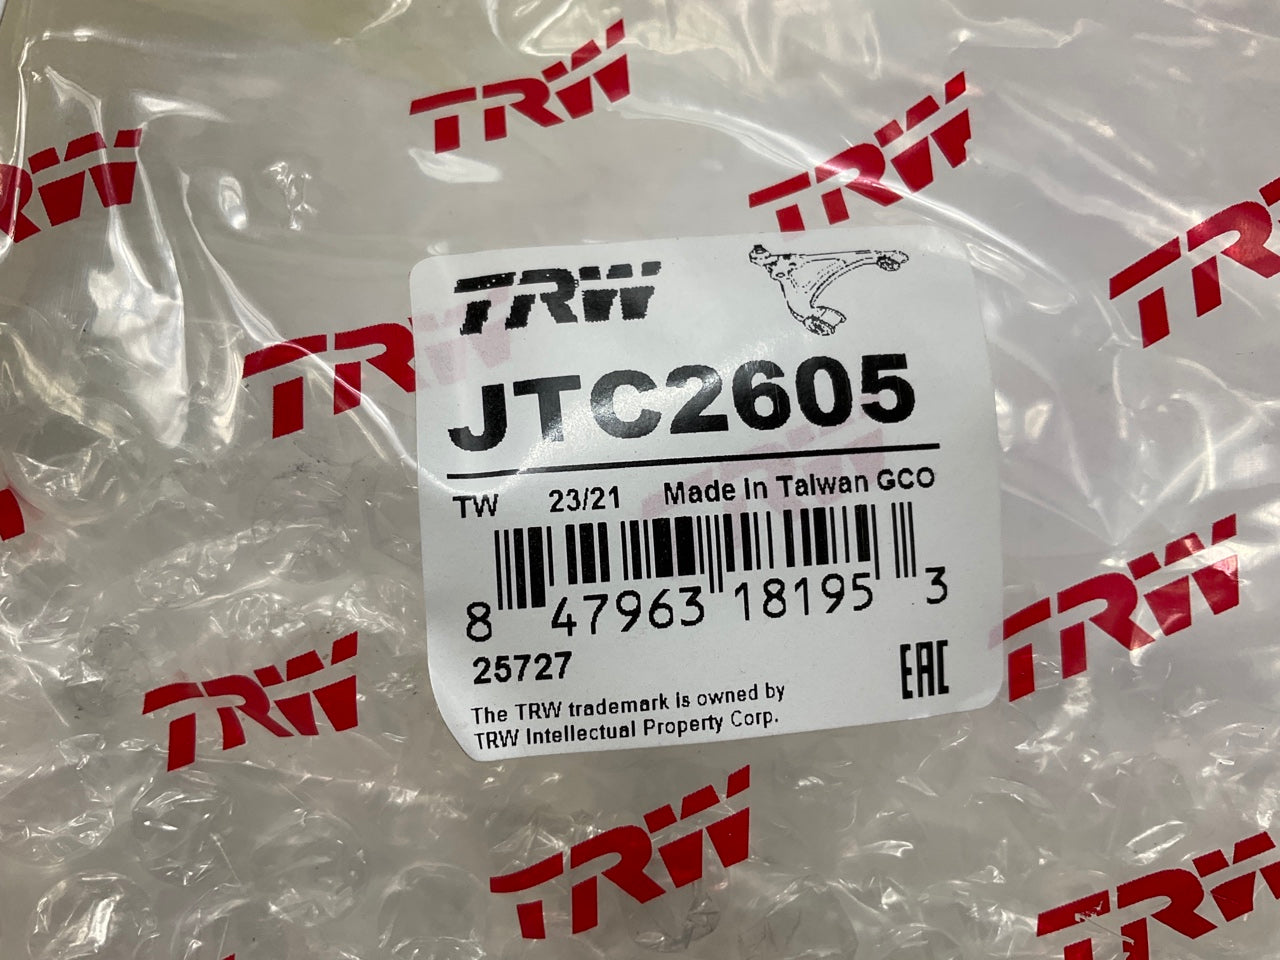 TRW
TRW
TRW
TRW
TRW
JTC2605
TW 23/21 Made In Taiwan GCO
8 47963 18195 3
25727
EAC
The TRW trademark is owned by
TRW Intellectual Property Corp.
TRW
TRW
TRW
TRW